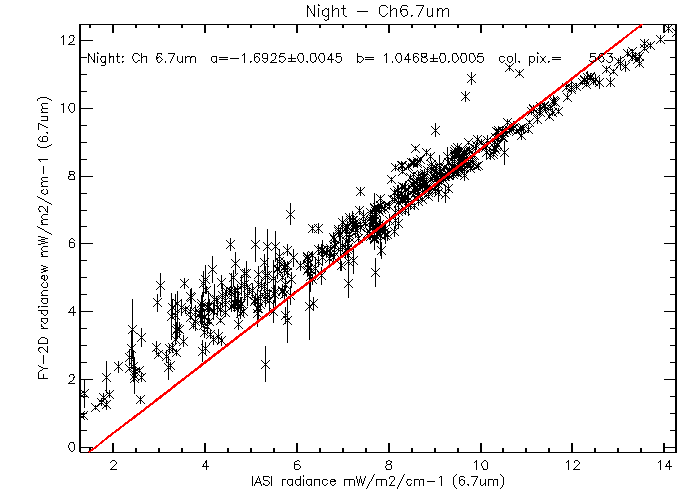 Night - Ch6.7um
Night: Ch 6.7um a=-1.6925±0.0045 b= 1.0468±0.0005 col. pix.= 563
12
10
8
6
4
2
0
FY-2D radiancew mW/m2/cm-1 (6.7um)
2 4 6 8 10 12 14
IASI radiance mW/m2/cm-1 (6.7um)